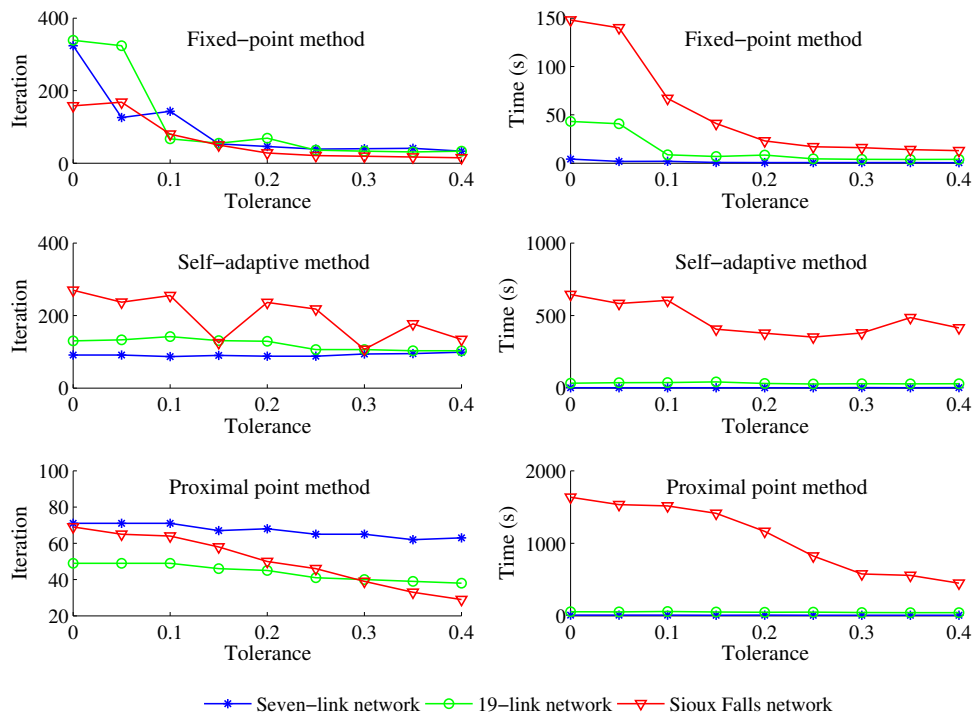 Fixed−point method
400
200
0
Iteration
0 0.1 0.2 0.3 0.4
Tolerance
Fixed−point method
150
100
50
0
Time (s)
0 0.1 0.2 0.3 0.4
Tolerance
Self−adaptive method
400
200
0
Iteration
0 0.1 0.2 0.3 0.4
Tolerance
Self−adaptive method
1000
500
0
Time (s)
0 0.1 0.2 0.3 0.4
Tolerance
Proximal point method
100
80
60
40
20
Iteration
0 0.1 0.2 0.3 0.4
Tolerance
Proximal point method
2000
1000
0
Time (s)
0 0.1 0.2 0.3 0.4
Tolerance
Seven−link network 19−link network Sioux Falls network